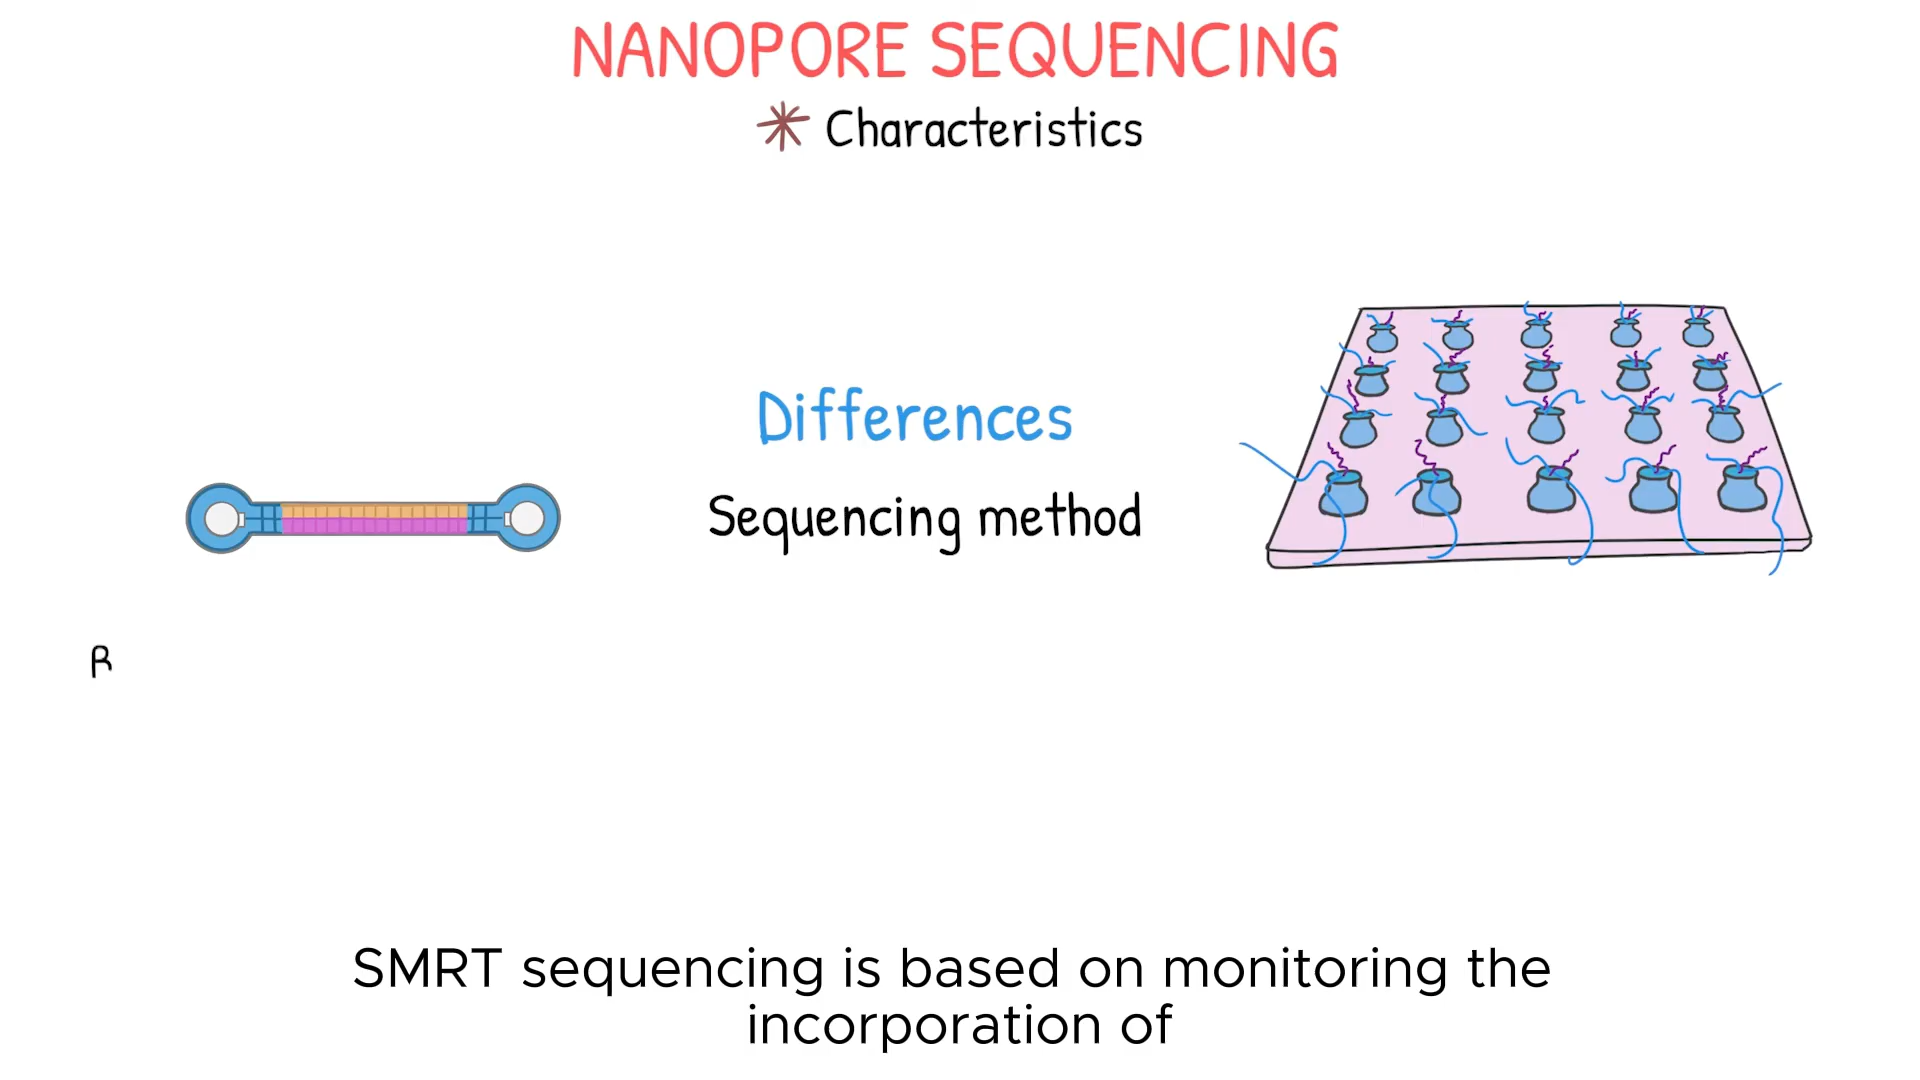 NANOPORE SEQUENCING
Characteristics
Differences
Sequencing method
R
SMRT sequencing is based on monitoring the
incorporation of